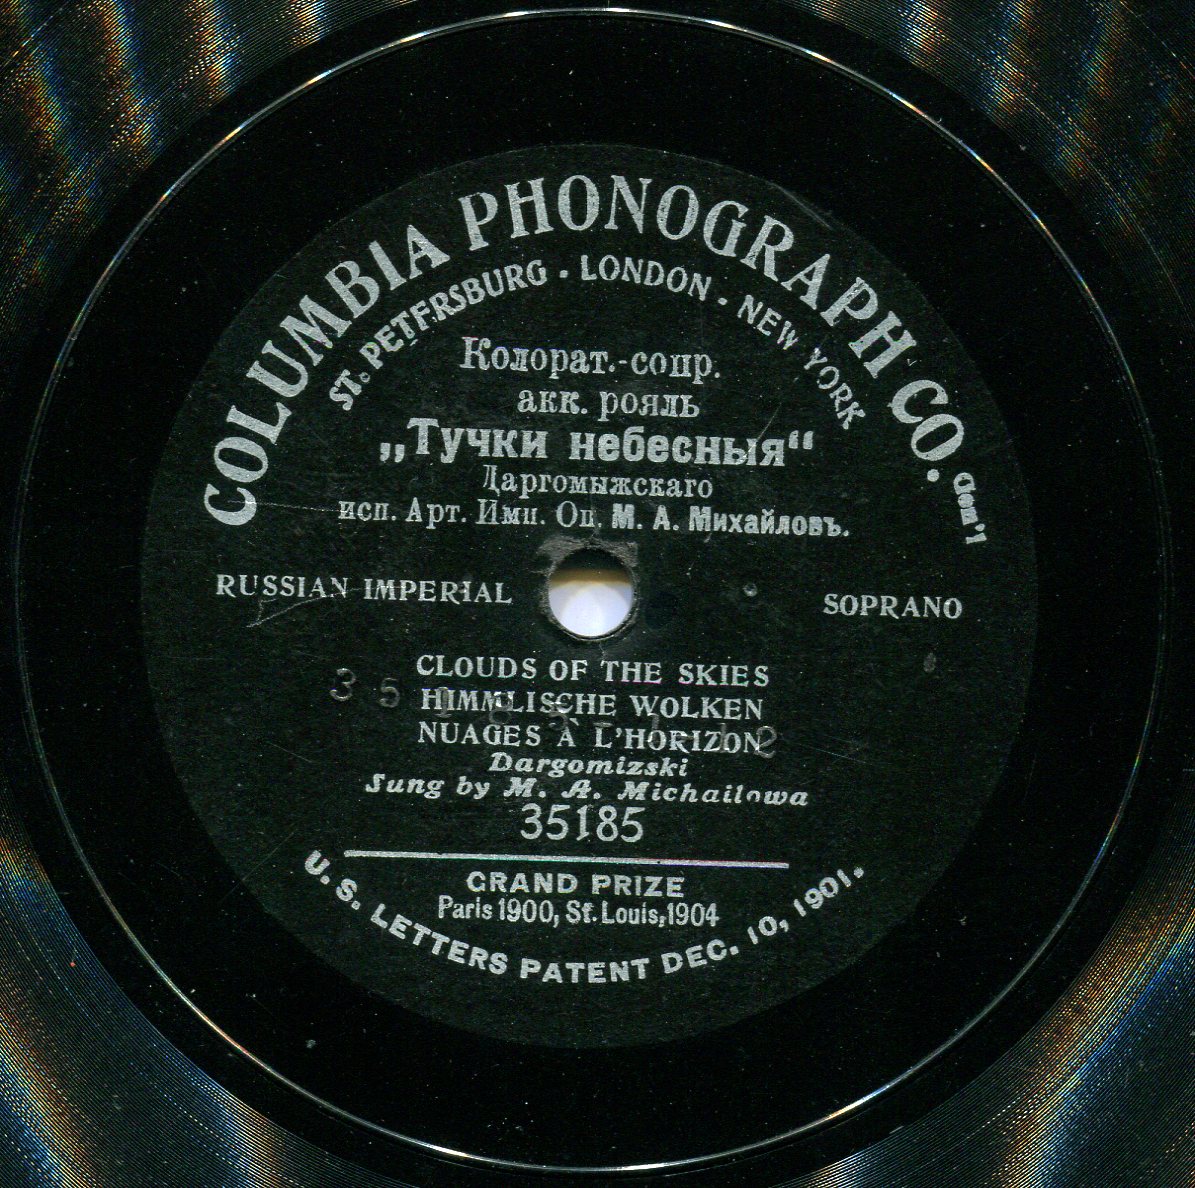 COLUMBIA PHONOGRAPH CO. Gen'l
ST. PETERSBURG · LONDON · NEW YORK
Колорат.-сопр.
акк. рояль
„Тучки небесныя“
Даргомыжскаго
исп. Арт. Имп. Оп. М. А. Михайловъ.
RUSSIAN IMPERIAL SOPRANO
CLOUDS OF THE SKIES
HIMMLISCHE WOLKEN
NUAGES À L'HORIZON
Dargomizski
Sung by M. A. Michailowa
35185
GRAND PRIZE
Paris 1900, St. Louis, 1904
U. S. LETTERS PATENT DEC. 10, 1901.